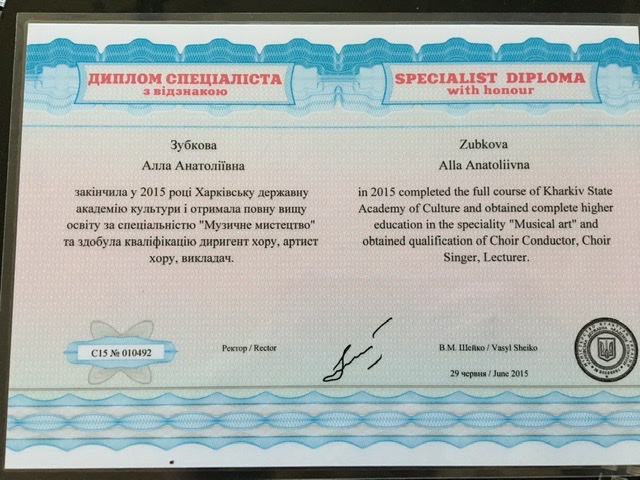 ДИПЛОМ СПЕЦІАЛІСТА
з відзнакою
Зубкова
Алла Анатоліївна
закінчила у 2015 році Харківську державну
академію культури і отримала повну вищу
освіту за спеціальністю "Музичне мистецтво"
та здобула кваліфікацію диригент хору, артист
хору, викладач.
SPECIALIST DIPLOMA
with honour
Zubkova
Alla Anatoliivna
in 2015 completed the full course of Kharkiv State
Academy of Culture and obtained complete higher
education in the speciality "Musical art" and
obtained qualification of Choir Conductor, Choir
Singer, Lecturer.
С15 № 010492
Ректор / Rector
В.М. Шейко / Vasyl Sheiko
29 червня / June 2015